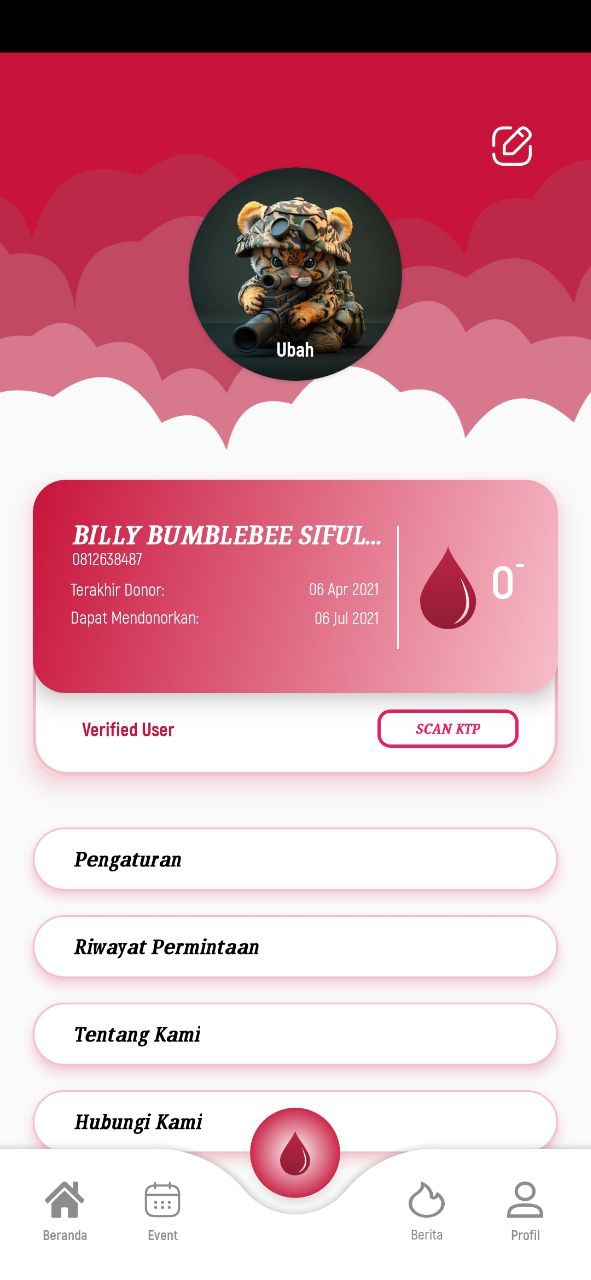 Ubah
BILLY BUMBLEBEE SIFUL...
0812638487
Terakhir Donor: 06 Apr 2021
Dapat Mendonorkan: 06 Jul 2021
O-
Verified User
SCAN KTP
Pengaturan
Riwayat Permintaan
Tentang Kami
Hubungi Kami
Beranda
Event
Berita
Profil